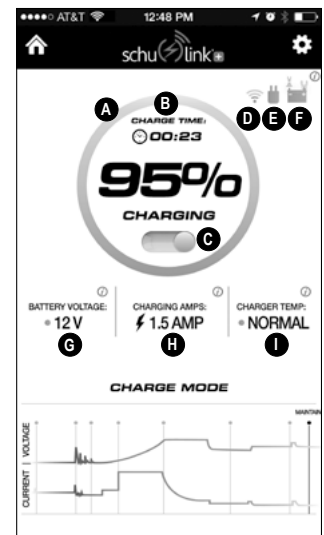 AT&T 12:48 PM
schu link
A
B
CHARGE TIME:
00:23
95%
CHARGING
C
D E F
BATTERY VOLTAGE:
12 V
G
CHARGING AMPS:
1.5 AMP
H
CHARGER TEMP:
NORMAL
I
CHARGE MODE
MAINTAIN
CURRENT | VOLTAGE